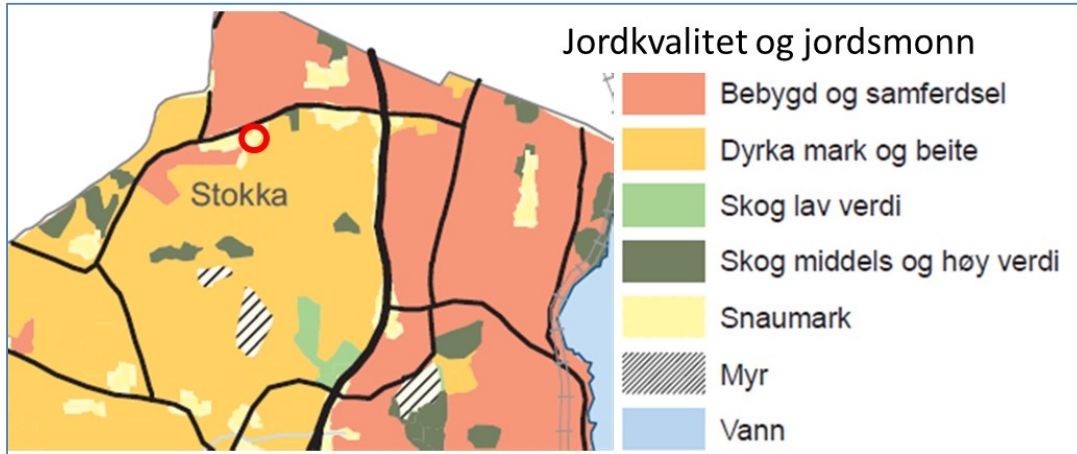 Jordkvalitet og jordsmonn
Bebygd og samferdsel
Dyrka mark og beite
Stokka
Skog lav verdi
Skog middels og høy verdi
Snaumark
Myr
Vann